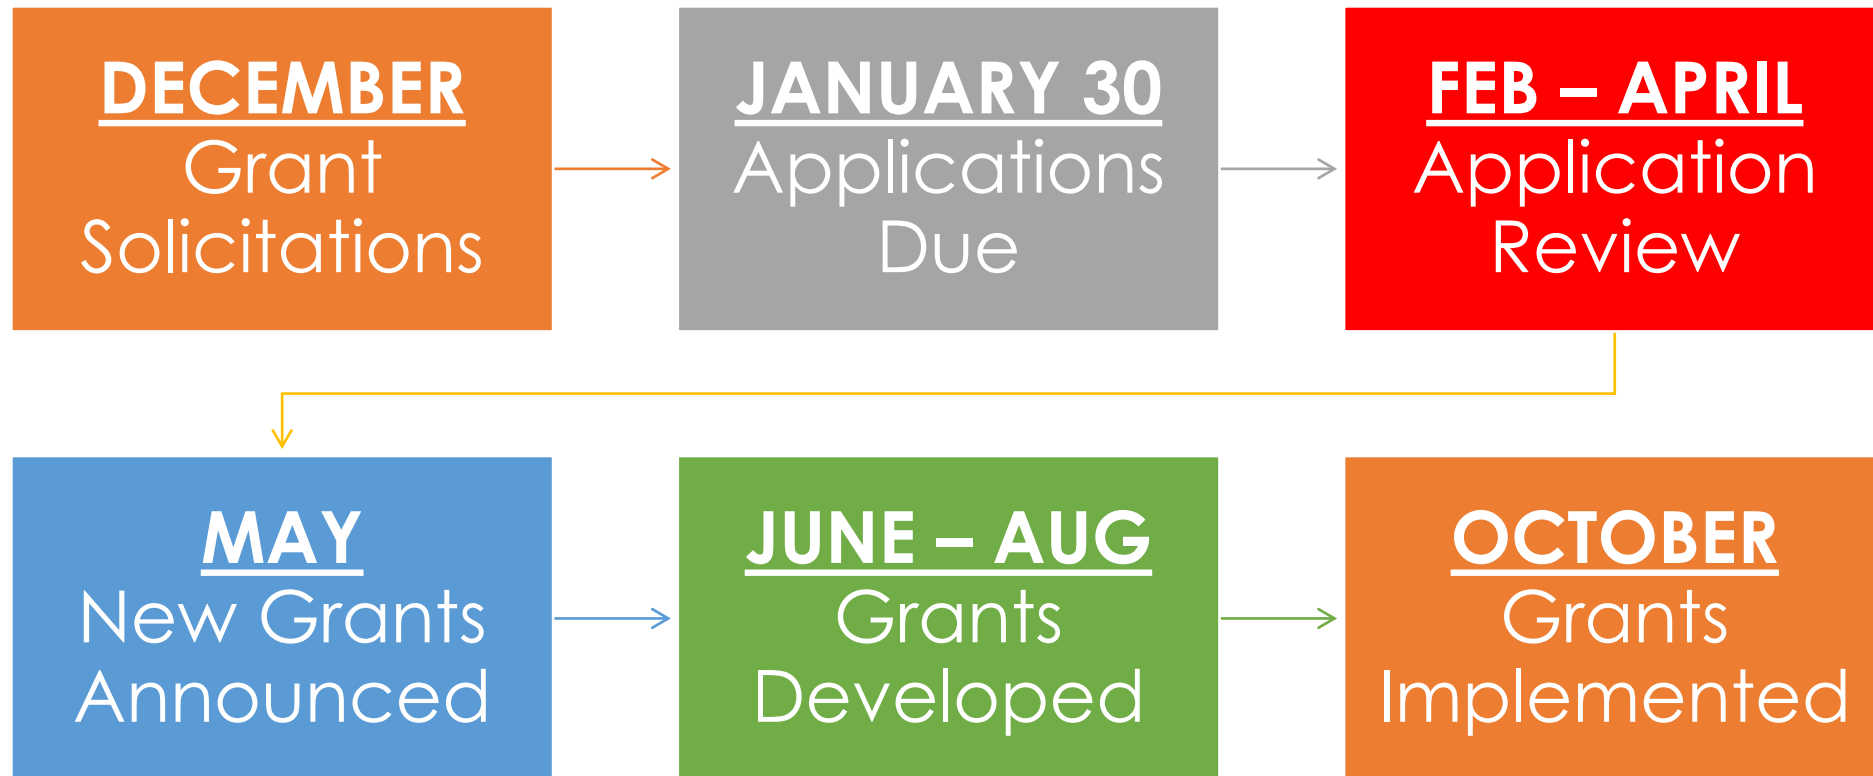 DECEMBER
Grant
Solicitations
JANUARY 30
Applications
Due
FEB – APRIL
Application
Review
MAY
New Grants
Announced
JUNE – AUG
Grants
Developed
OCTOBER
Grants
Implemented